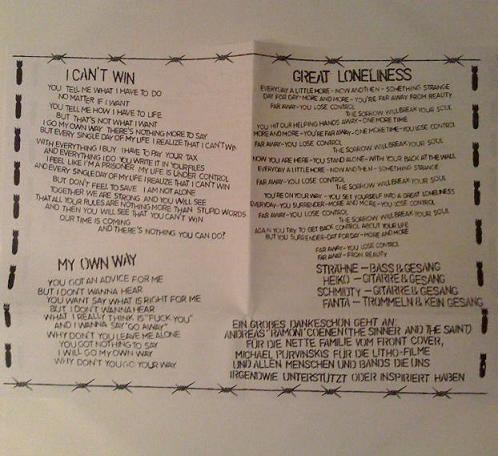 I CAN'T WIN
YOU TELL ME WHAT I HAVE TO DO
NO MATTER IF I WANT
YOU TELL ME HOW I HAVE TO LIFE
BUT THAT'S NOT WHAT I WANT
I GO MY OWN WAY THERE'S NOTHING MORE TO SAY
BUT EVERY SINGLE DAY OF MY LIFE I REALIZE THAT I CAN'T WIN
WITH EVERYTHING I BUY I HAVE TO PAY YOUR TAX
AND EVERYTHING I DO YOU WRITE IT IN YOUR FILES
I FEEL LIKE I'M A PRISONER MY LIFE IS UNDER CONTROL
AND EVERY SINGLE DAY OF MY LIFE I REALIZE THAT I CAN'T WIN
BUT DON'T FEEL TO SAVE I AM NOT ALONE
TOGETHER WE ARE STRONG AND YOU WILL SEE
THAT ALL YOUR RULES ARE NOTHING MORE THAN STUPID WORDS
AND THEN YOU WILL SEE THAT YOU CAN'T WIN
OUR TIME IS COMING
AND THERE'S NOTHING YOU CAN DO?
MY OWN WAY
YOU GOT AN ADVICE FOR ME
BUT I DON'T WANNA HEAR
YOU WANT SAY WHAT IS RIGHT FOR ME
BUT I DON'T WANNA HEAR
WHAT I REALLY THINK IS "FUCK YOU"
AND I WANNA SAY "GO AWAY"
WHY DON'T YOU LEAVE ME ALONE
YOU GOT NOTHING TO SAY
I WILL GO MY OWN WAY
WHY DON'T YOU GO YOUR WAY
GREAT LONELINESS
EVERYDAY A LITTLE MORE - NOW AND THEN - SOMETHING STRANGE
DAY FOR DAY - MORE AND MORE - YOU'RE FAR AWAY FROM BEAUTY
FAR AWAY - YOU LOSE CONTROL
THE SORROW WILL BREAK YOUR SOUL
YOU HIT OUR HELPING HANDS AWAY - ONE MORE TIME
MORE AND MORE - YOU'RE FAR AWAY - ONE MORE TIME - YOU LOSE CONTROL
FAR AWAY - YOU LOSE CONTROL
THE SORROW WILL BREAK YOUR SOUL
NOW YOU ARE HERE - YOU STAND ALONE - WITH YOUR BACK AT THE WALL
EVERYDAY A LITTLE MORE - NOW AND THEN - SOMETHING STRANGE
FAR AWAY - YOU LOSE CONTROL
THE SORROW WILL BREAK YOUR SOUL
YOU'RE ON YOUR WAY - YOU SET YOURSELF INTO A GREAT LONELINESS
EVERYDAY - YOU SURRENDER - MORE AND MORE - YOU LOSE CONTROL
FAR AWAY - YOU LOSE CONTROL
THE SORROW WILL BREAK YOUR SOUL
AGAIN YOU TRY TO GET BACK CONTROL ABOUT YOUR LIFE
BUT YOU SURRENDER - DAY FOR DAY - MORE AND MORE
FAR AWAY - YOU LOSE CONTROL
FAR AWAY - FROM BEAUTY
STRÄHNE - BASS & GESANG
HEIKO - GITARRE & GESANG
SCHMIDTY - GITARRE & GESANG
FANTA - TROMMELN & KEIN GESANG
EIN GROßES DANKESCHÖN GEHT AN:
ANDREAS "RAMON" COENEN (THE SINNER AND THE SAINT)
FÜR DIE NETTE FAMILIE VOM FRONT COVER,
MICHAEL PURVINSKIS FÜR DIE LITHO-FILME
UND ALLEN MENSCHEN UND BANDS DIE UNS
IRGENDWIE UNTERSTÜTZT ODER INSPIRIERT HABEN